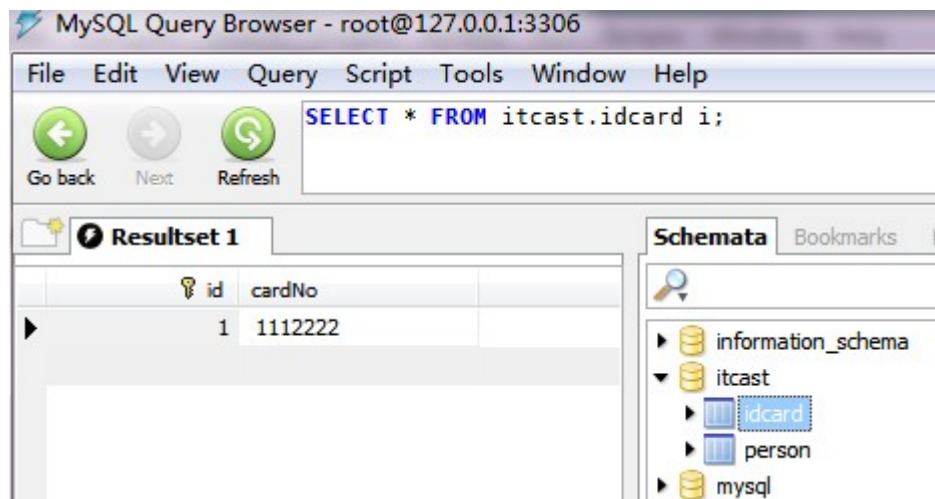 MySQL Query Browser - root@127.0.0.1:3306
File Edit View Query Script Tools Window Help
SELECT * FROM itcast.idcard i;
Go back Next Refresh
Resultset 1
Schemata Bookmarks
id cardNo
1 1112222
information_schema
itcast
idcard
person
mysql